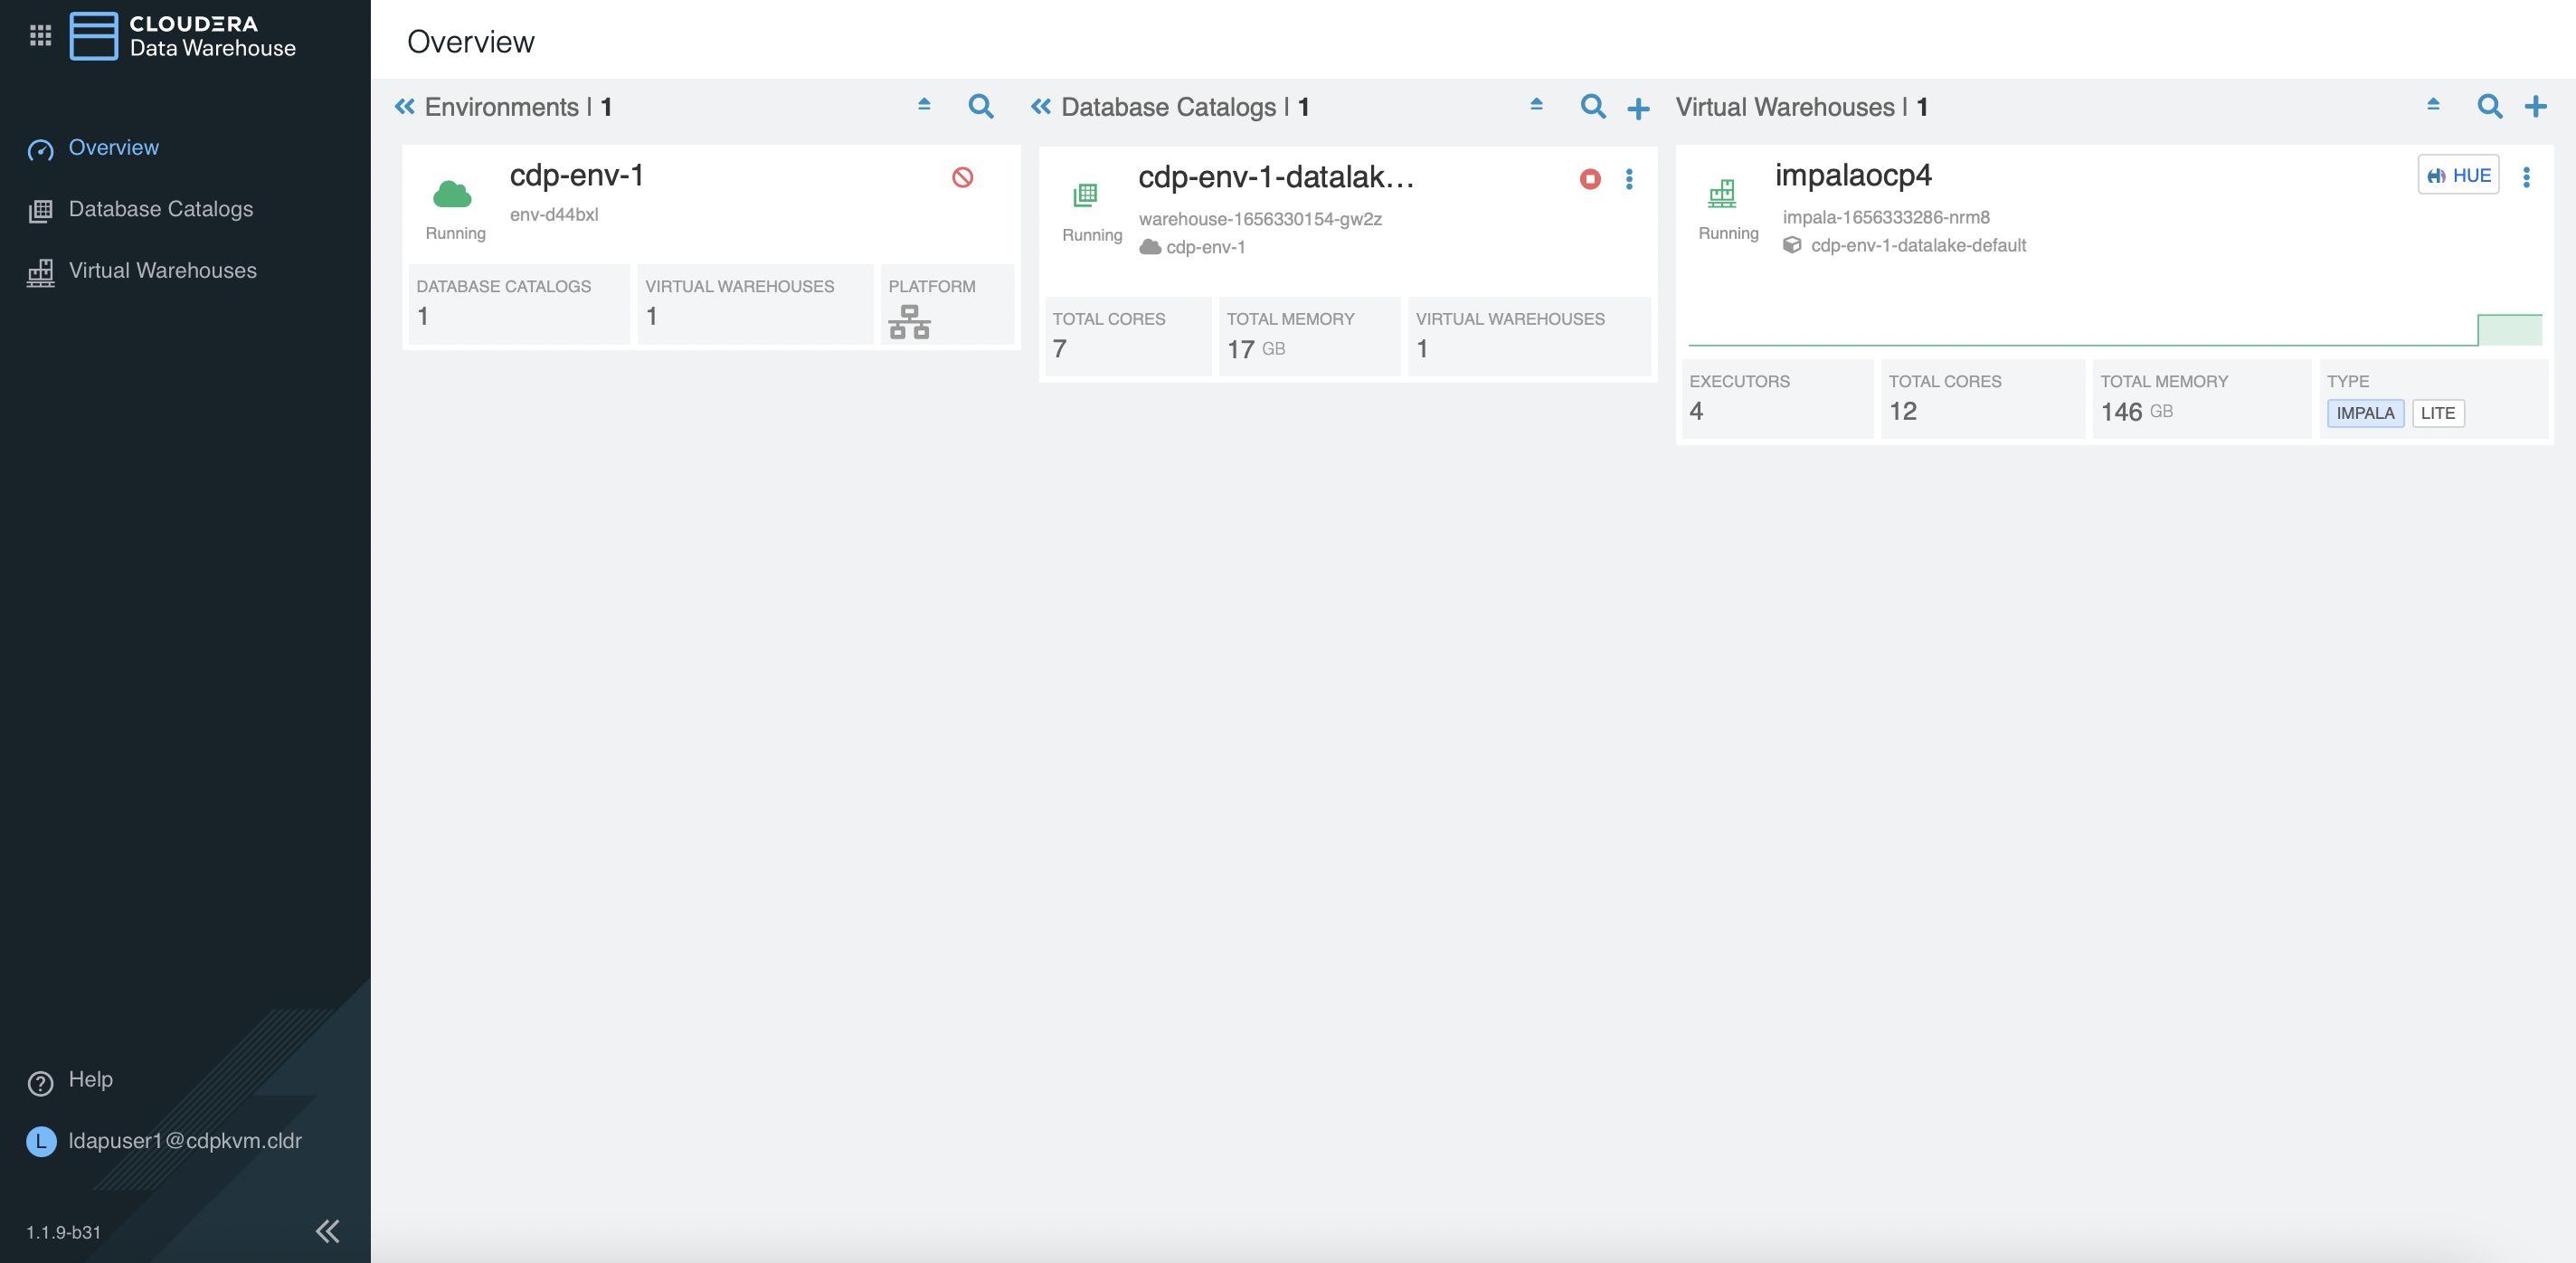 CLOUDERA
Data Warehouse
Overview
Database Catalogs
Virtual Warehouses
Help
L
ldapuser1@cdpkvm.cldr
1.1.9-b31
Overview
Environments | 1
cdp-env-1
env-d44bxl
Running
DATABASE CATALOGS
1
VIRTUAL WAREHOUSES
1
PLATFORM
Database Catalogs | 1
cdp-env-1-datalak...
warehouse-1656330154-gw2z
Running
cdp-env-1
TOTAL CORES
7
TOTAL MEMORY
17 GB
VIRTUAL WAREHOUSES
1
Virtual Warehouses | 1
impalaocp4
HUE
impala-1656333286-nrm8
Running
cdp-env-1-datalake-default
EXECUTORS
4
TOTAL CORES
12
TOTAL MEMORY
146 GB
TYPE
IMPALA LITE